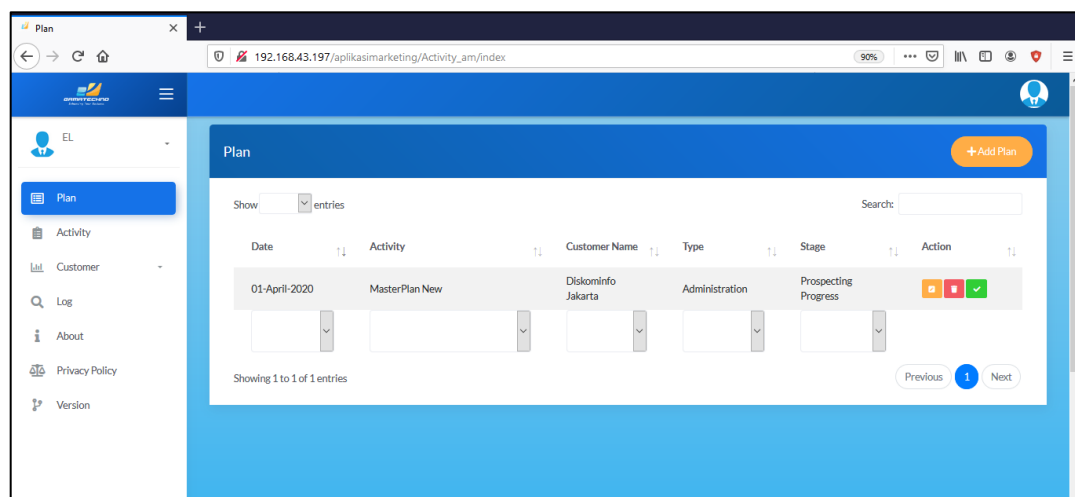 Plan
192.168.43.197/aplikasimarketing/Activity_am/index
90%
GAMATECHNO
EL
Plan
Activity
Customer
Log
About
Privacy Policy
Version
Plan
+ Add Plan
Show entries
Search:
Date Activity Customer Name Type Stage Action
01-April-2020 MasterPlan New Diskominfo Jakarta Administration Prospecting Progress
Showing 1 to 1 of 1 entries
Previous 1 Next